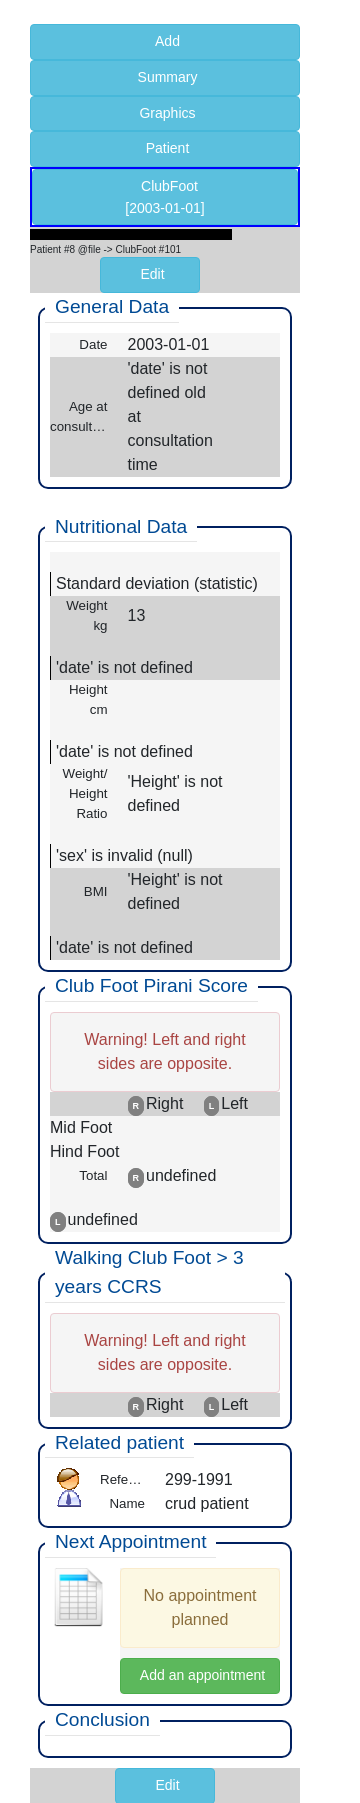 Add
Summary
Graphics
Patient
ClubFoot
[2003-01-01]
Patient #8 @file -> ClubFoot #101
Edit
General Data
Date 2003-01-01
'date' is not
defined old
Age at
at
consult…
consultation
time
Nutritional Data
Standard deviation (statistic)
Weight
kg
13
'date' is not defined
Height
cm
'date' is not defined
Weight/
Height
Ratio
'Height' is not
defined
'sex' is invalid (null)
BMI
'Height' is not
defined
'date' is not defined
Club Foot Pirani Score
Warning! Left and right
sides are opposite.
R Right L Left
Mid Foot
Hind Foot
Total R undefined
L undefined
Walking Club Foot > 3
years CCRS
Warning! Left and right
sides are opposite.
R Right L Left
Related patient
Refe… 299-1991
Name crud patient
Next Appointment
No appointment
planned
Add an appointment
Conclusion
Edit